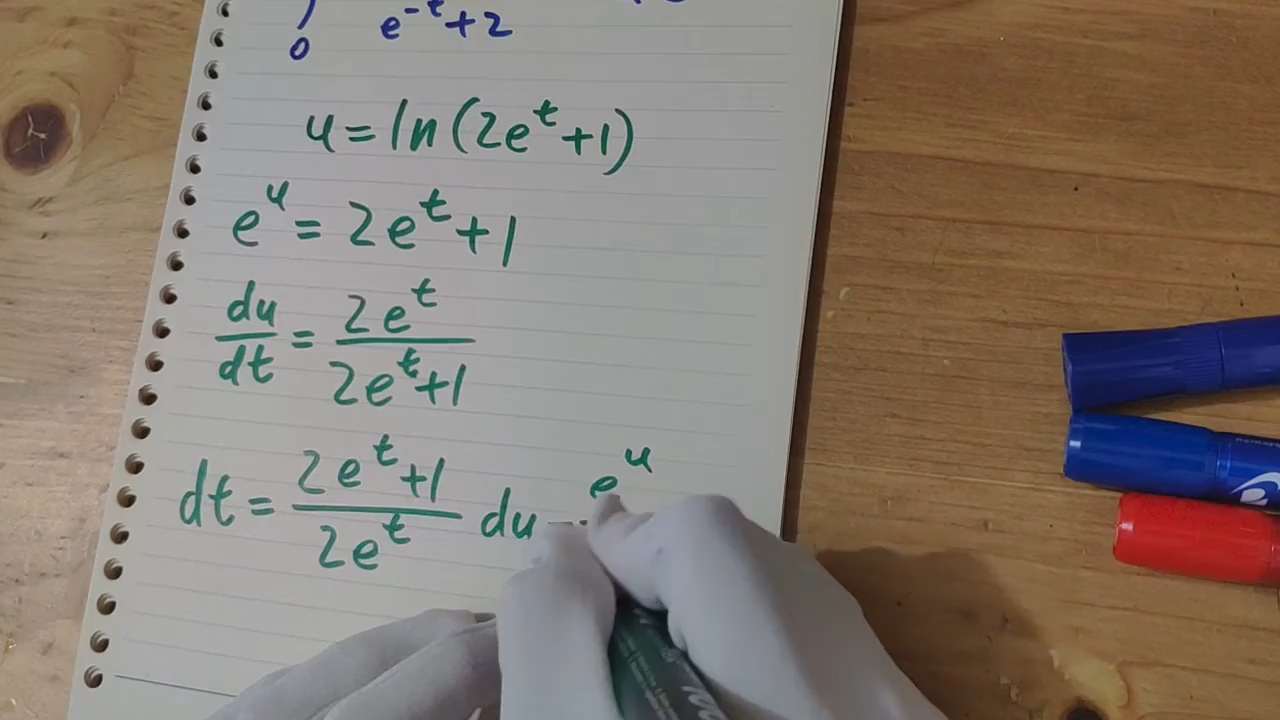 0 e^{-t}+2
u = ln(2e^t+1)
e^u = 2e^t+1
du/dt = 2e^t/(2e^t+1)
dt = (2e^t+1)/(2e^t) du = e^u